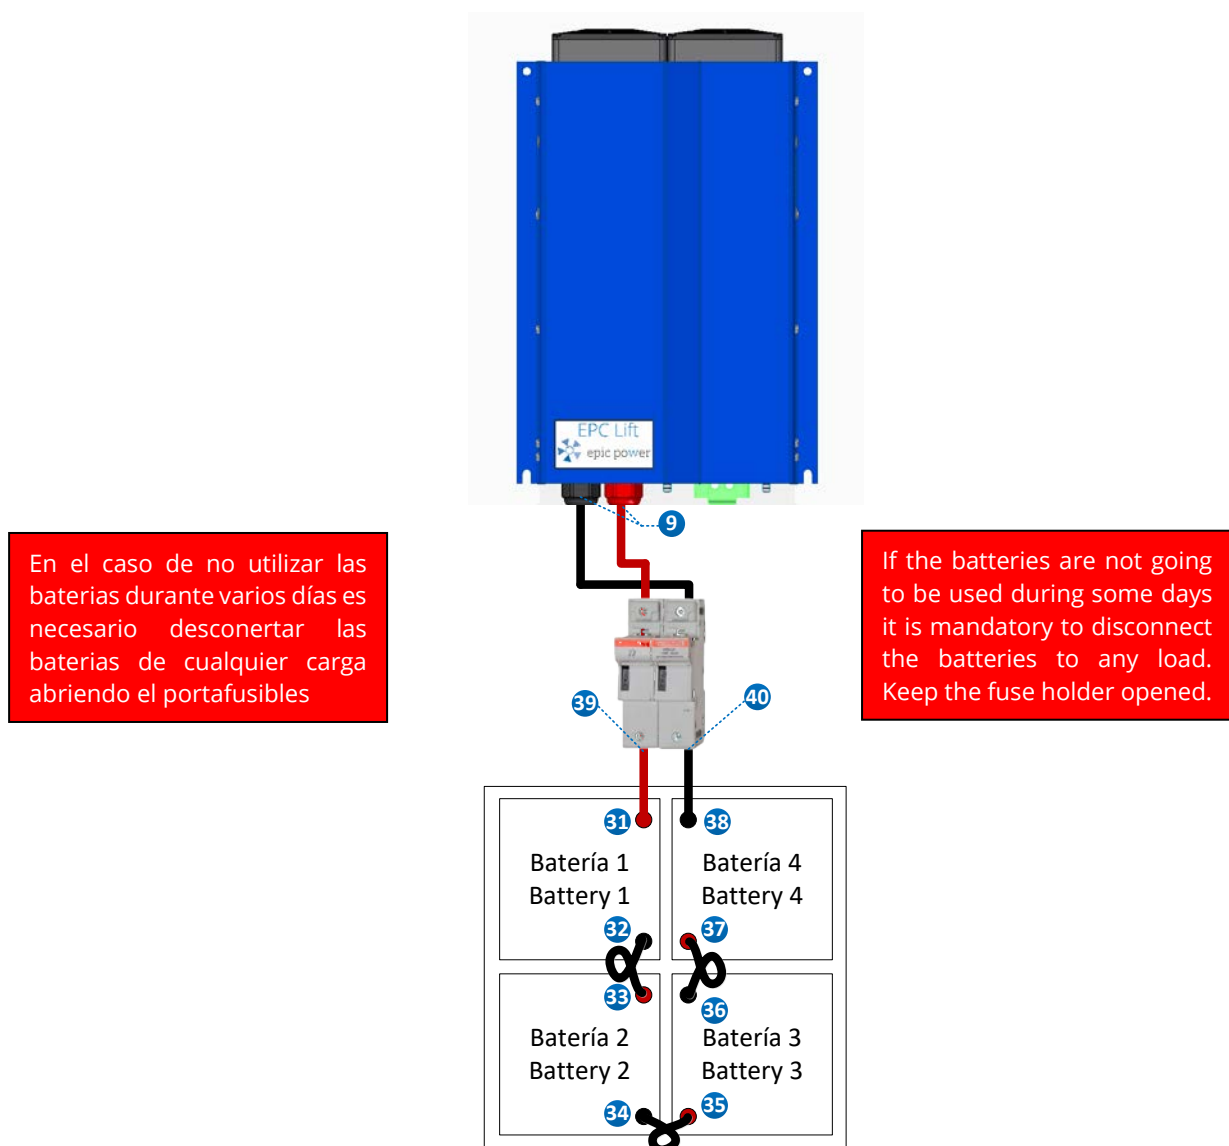 EPC Lift
epic power
9
En el caso de no utilizar las
baterias durante varios días es
necesario desconertar las
baterias de cualquier carga
abriendo el portafusibles
If the batteries are not going
to be used during some days
it is mandatory to disconnect
the batteries to any load.
Keep the fuse holder opened.
39
40
31
38
Batería 1
Battery 1
Batería 4
Battery 4
32
37
33
36
Batería 2
Battery 2
Batería 3
Battery 3
34
35